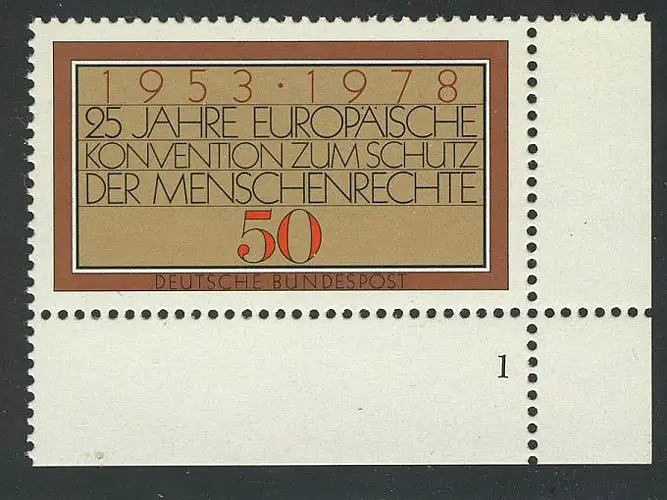 1953·1978
25 JAHRE EUROPÄISCHE
KONVENTION ZUM SCHUTZ
DER MENSCHENRECHTE
50
DEUTSCHE BUNDESPOST
1